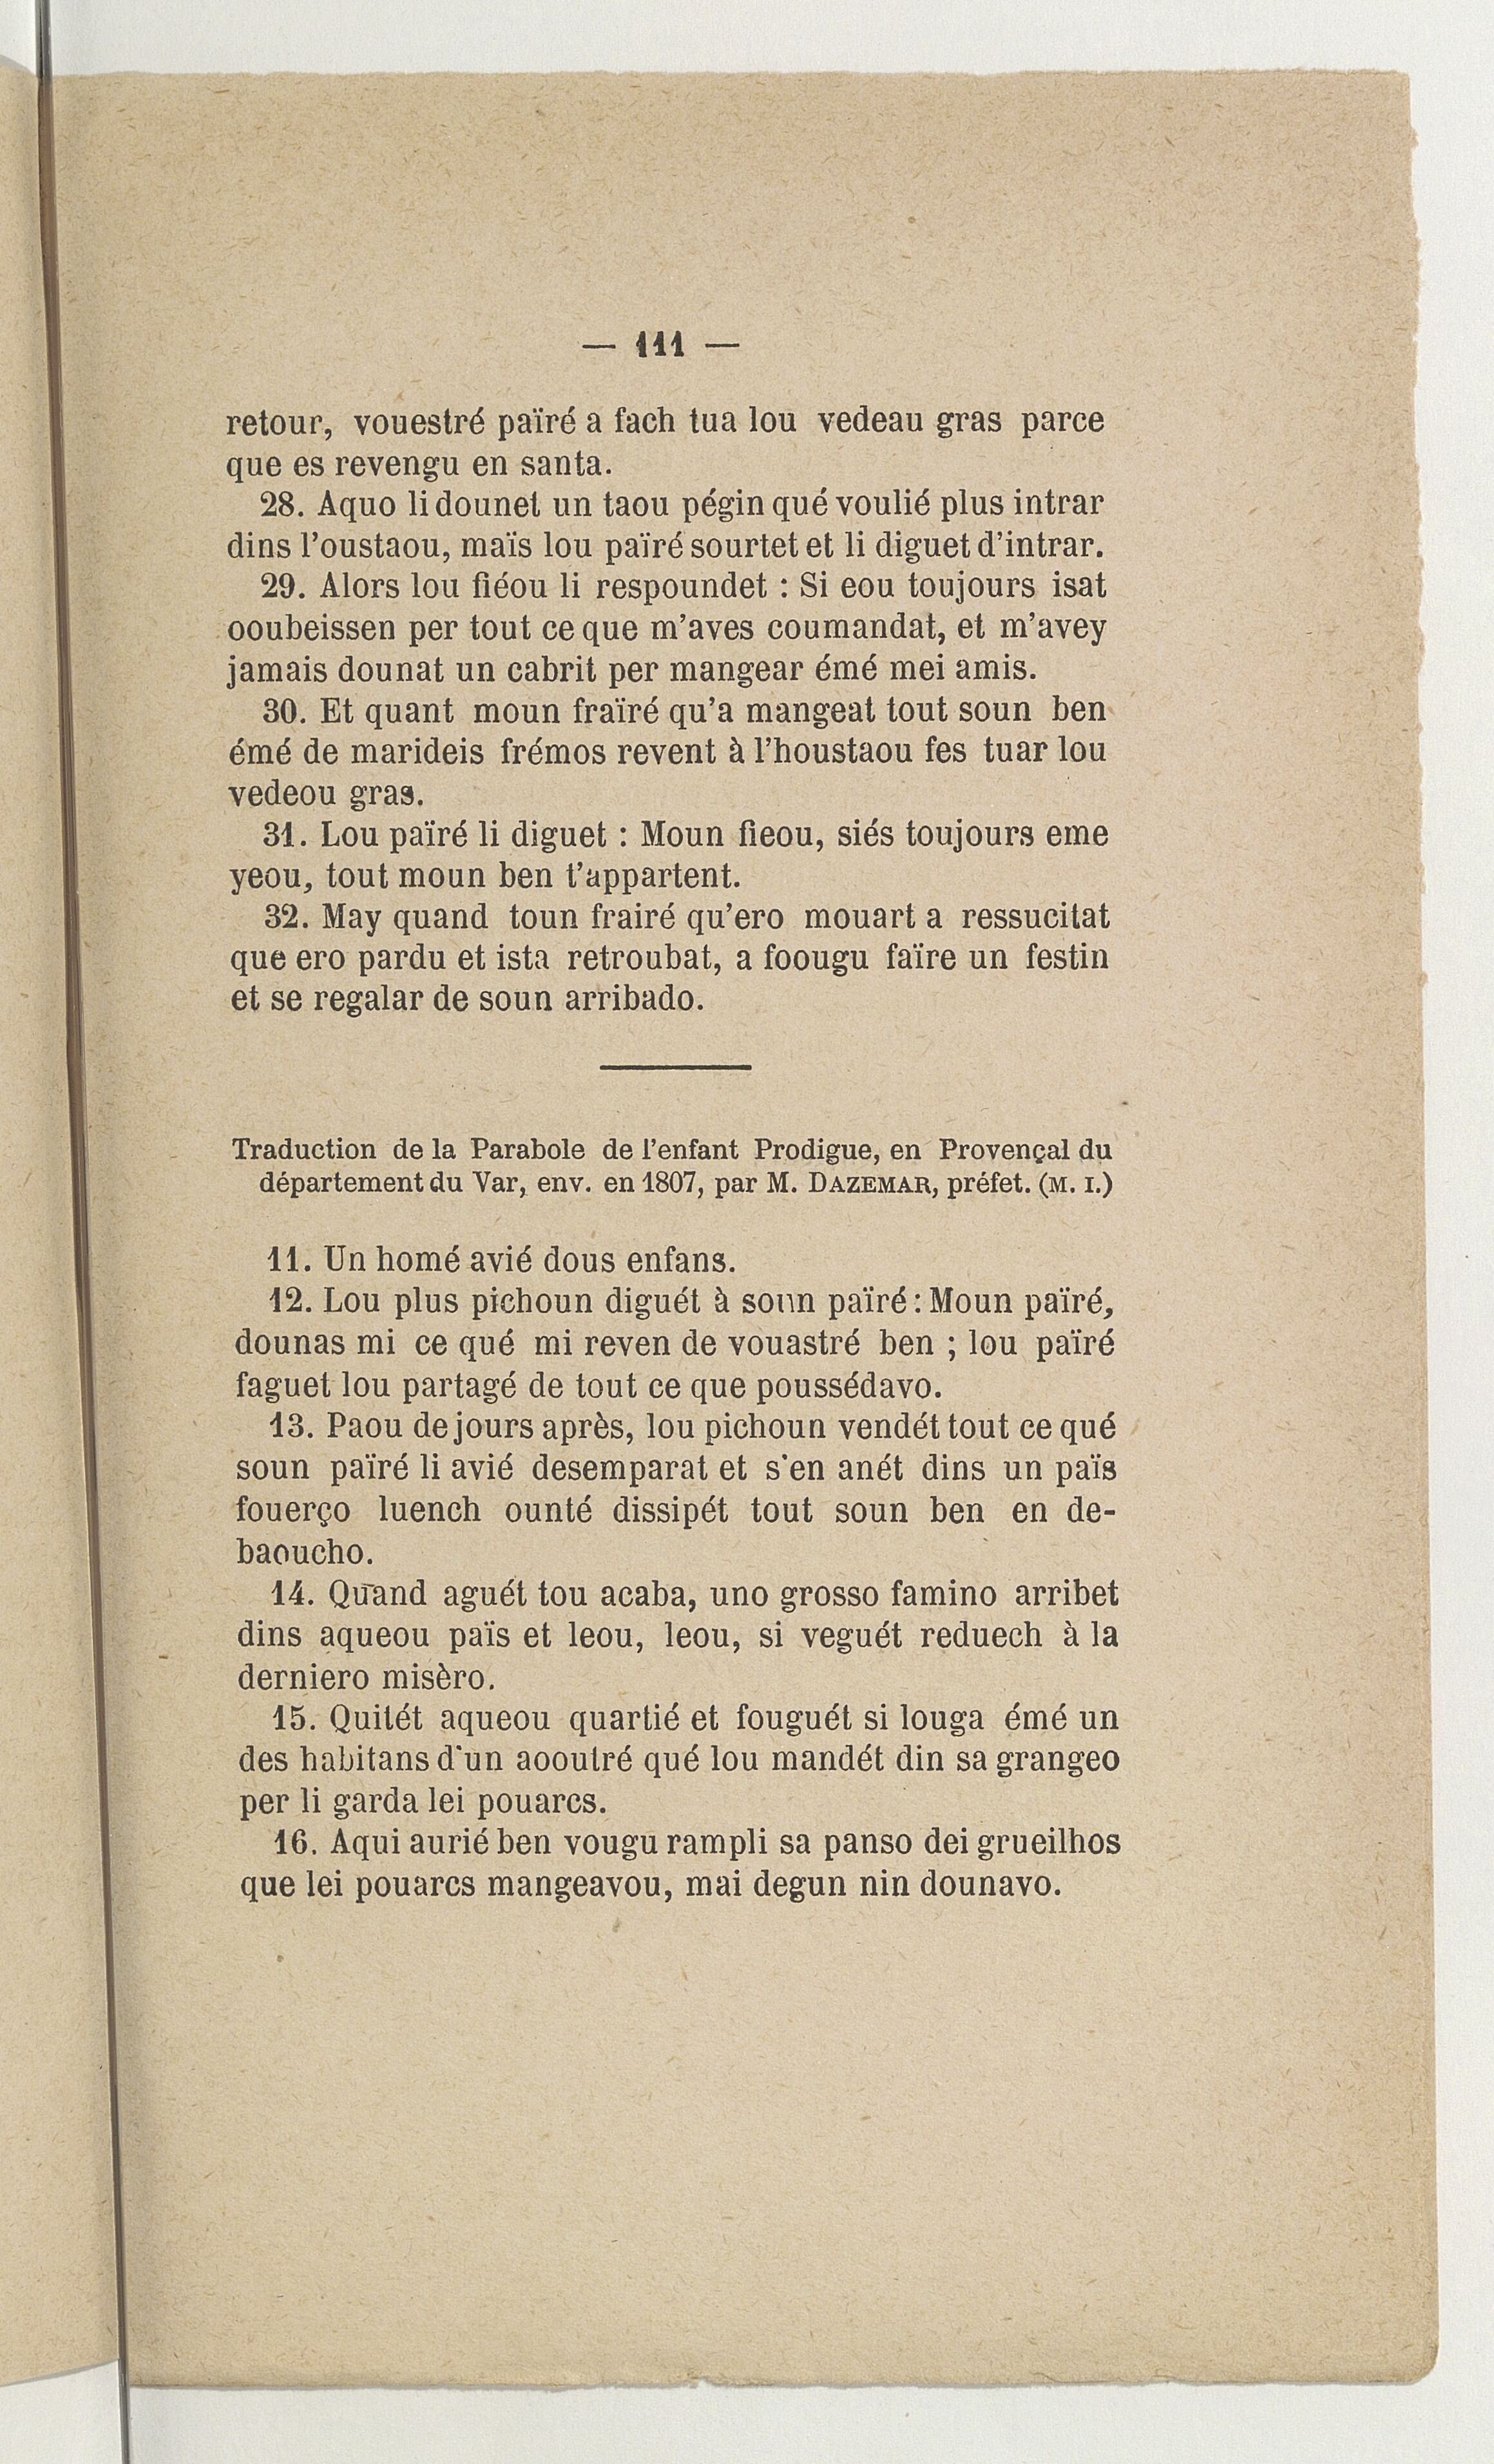 — 111 —
retour, vouestré païré a fach tua lou vedeau gras parce
que es revengu en santa.
28. Aquo li dounet un taou pégin qué voulié plus intrar
dins l'oustaou, maïs lou païré sourtet et li diguet d'intrar.
29. Alors lou fiéou li respoundet : Si eou toujours isat
ooubeissen per tout ce que m'aves coumandat, et m'avey
jamais dounat un cabrit per mangear émé mei amis.
30. Et quant moun fraïré qu'a mangeat tout soun ben
émé de marideis frémos revent à l'houstaou fes tuar lou
vedeou gras.
31. Lou païré li diguet : Moun fieou, siés toujours eme
yeou, tout moun ben t'appartent.
32. May quand toun frairé qu'ero mouart a ressucitat
que ero pardu et ista retroubat, a foougu faïre un festin
et se regalar de soun arribado.
Traduction de la Parabole de l'enfant Prodigue, en Provençal du
département du Var, env. en 1807, par M. DAZEMAR, préfet. (M. I.)
11. Un homé avié dous enfans.
12. Lou plus pichoun diguét à soun païré : Moun païré,
dounas mi ce qué mi reven de vouastré ben ; lou païré
faguet lou partagé de tout ce que poussédavo.
13. Paou de jours après, lou pichoun vendét tout ce qué
soun païré li avié desemparat et s'en anét dins un païs
fouerço luench ounté dissipét tout soun ben en de-
baoucho.
14. Quand aguét tou acaba, uno grosso famino arribet
dins aqueou païs et leou, leou, si veguét reduech à la
derniero misèro.
15. Quitét aqueou quartié et fouguét si louga émé un
des habitans d'un aooutré qué lou mandét din sa grangeo
per li garda lei pouarcs.
16. Aqui aurié ben vougu rampli sa panso dei grueilhos
que lei pouarcs mangeavou, mai degun nin dounavo.